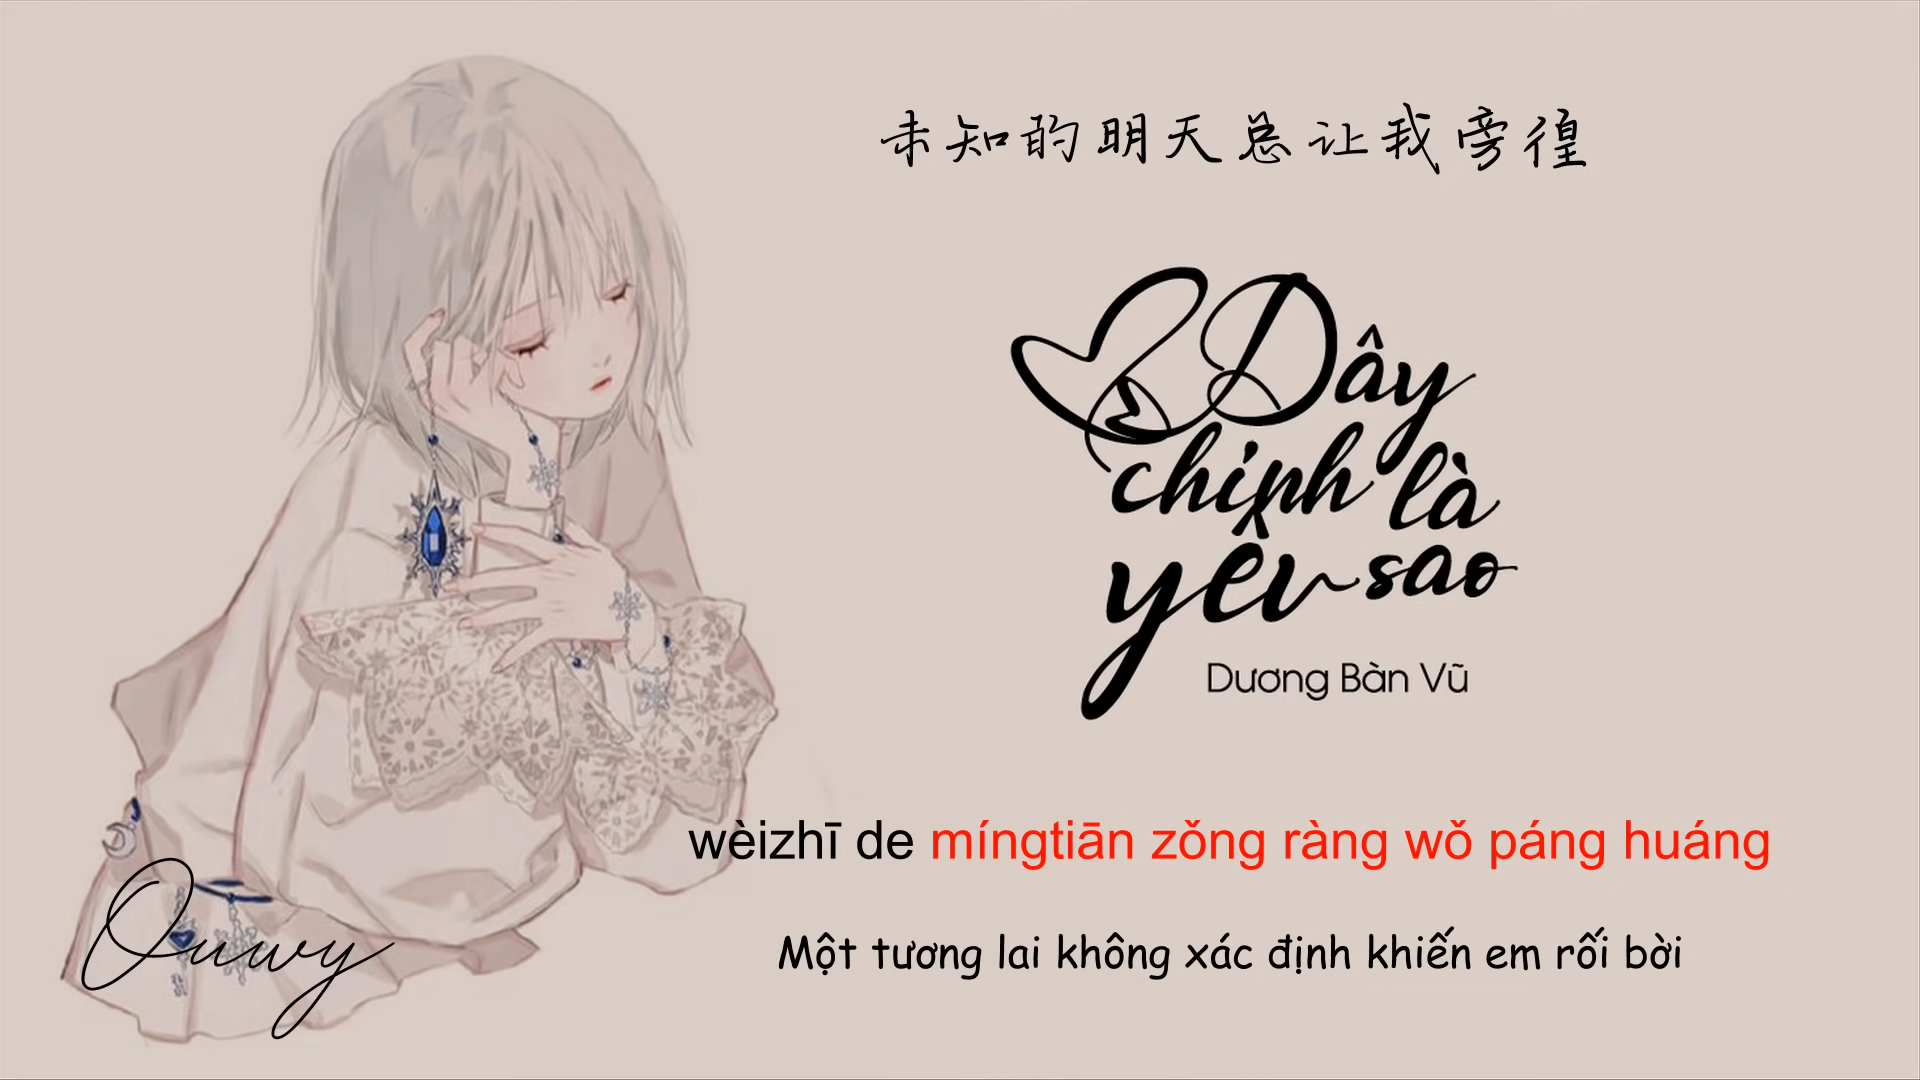 未知的明天总让我旁徨
Dây
chính là
yêu sao
Dương Bàn Vũ
wèizhī de míngtiān zǒng ràng wǒ páng huáng
Một tương lai không xác định khiến em rối bời
Ouwy